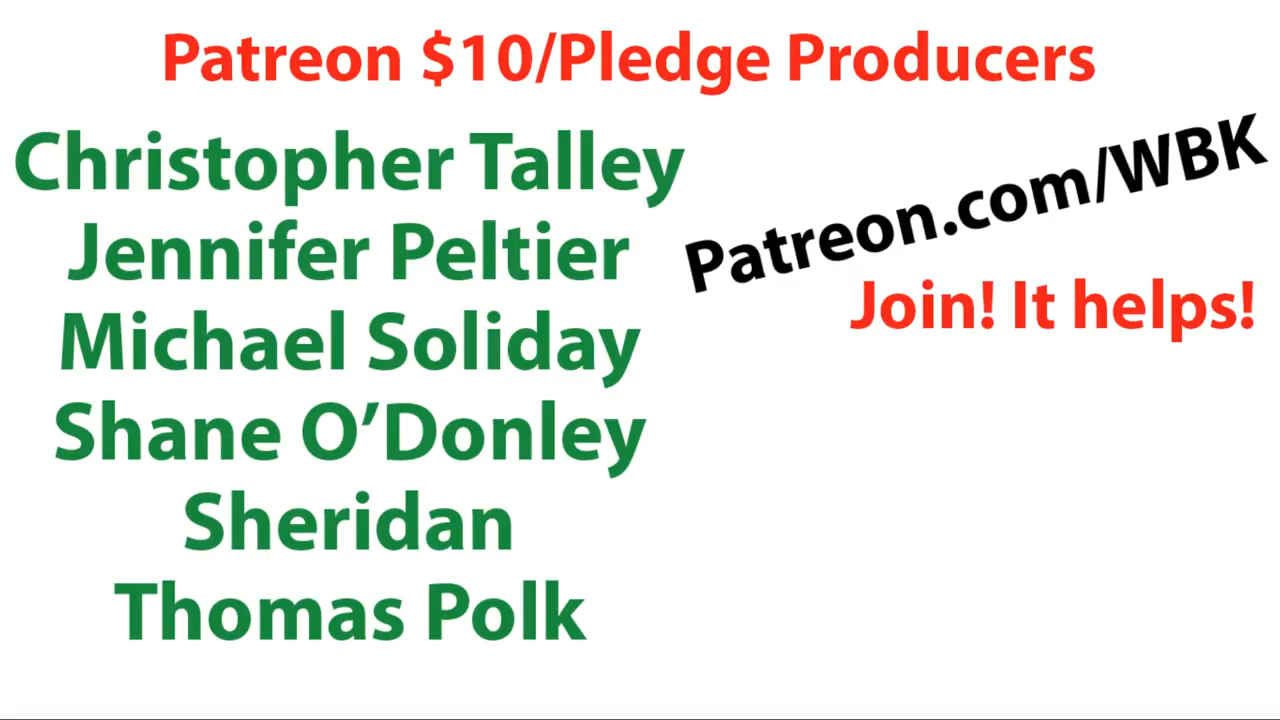 Patreon $10/Pledge Producers
Christopher Talley
Jennifer Peltier
Michael Soliday
Shane O’Donley
Sheridan
Thomas Polk
Patreon.com/WBK
Join! It helps!